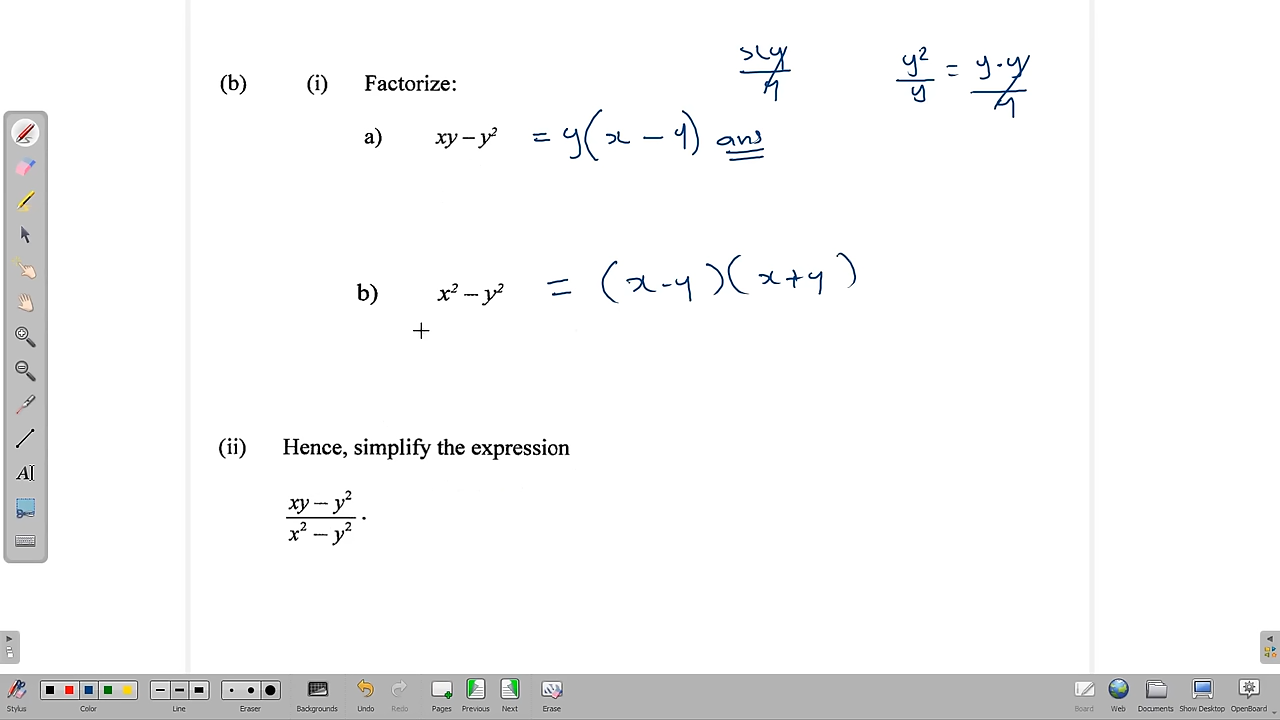 xy/y    y²/y = y·y/y
(b) (i) Factorize:
a) xy – y² = y(x – y) ans
b) x² – y² = (x-y)(x+y)
(ii) Hence, simplify the expression
xy – y²
x² – y² .
AI
Stylus Color Line Eraser Backgrounds Undo Redo Pages Previous Next Erase Board Web Documents Show Desktop OpenBoard